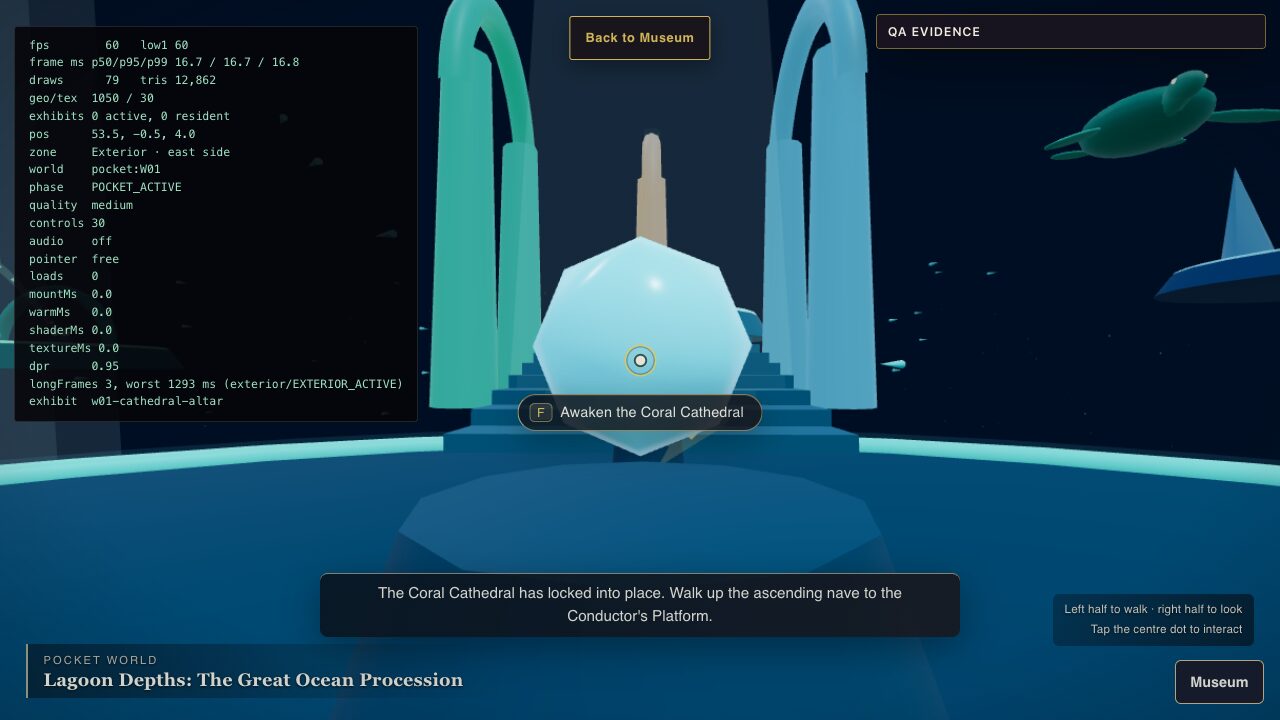 fps 60 low1 60
frame ms p50/p95/p99 16.7 / 16.7 / 16.8
draws 79 tris 12,862
geo/tex 1050 / 30
exhibits 0 active, 0 resident
pos 53.5, −0.5, 4.0
zone Exterior · east side
world pocket:W01
phase POCKET_ACTIVE
quality medium
controls 30
audio off
pointer free
loads 0
mountMs 0.0
warmMs 0.0
shaderMs 0.0
textureMs 0.0
dpr 0.95
longFrames 3, worst 1293 ms (exterior/EXTERIOR_ACTIVE)
exhibit w01-cathedral-altar
Back to Museum
QA EVIDENCE
F Awaken the Coral Cathedral
The Coral Cathedral has locked into place. Walk up the ascending nave to the
Conductor's Platform.
Left half to walk · right half to look
Tap the centre dot to interact
POCKET WORLD
Lagoon Depths: The Great Ocean Procession
Museum